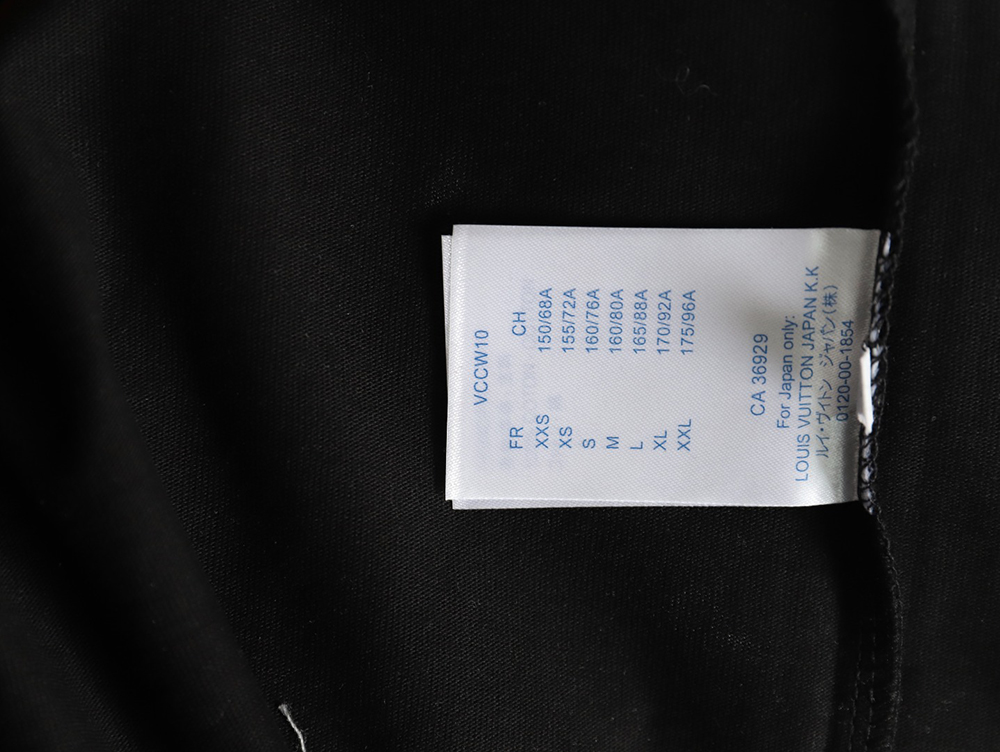 VCCW10
FR CH
XXS 150/68A
XS 155/72A
S 160/76A
M 160/80A
L 165/88A
XL 170/92A
XXL 175/96A
CA 36929
For Japan only:
LOUIS VUITTON JAPAN K.K
ルイ・ヴィトン ジャパン(株)
0120-00-1854